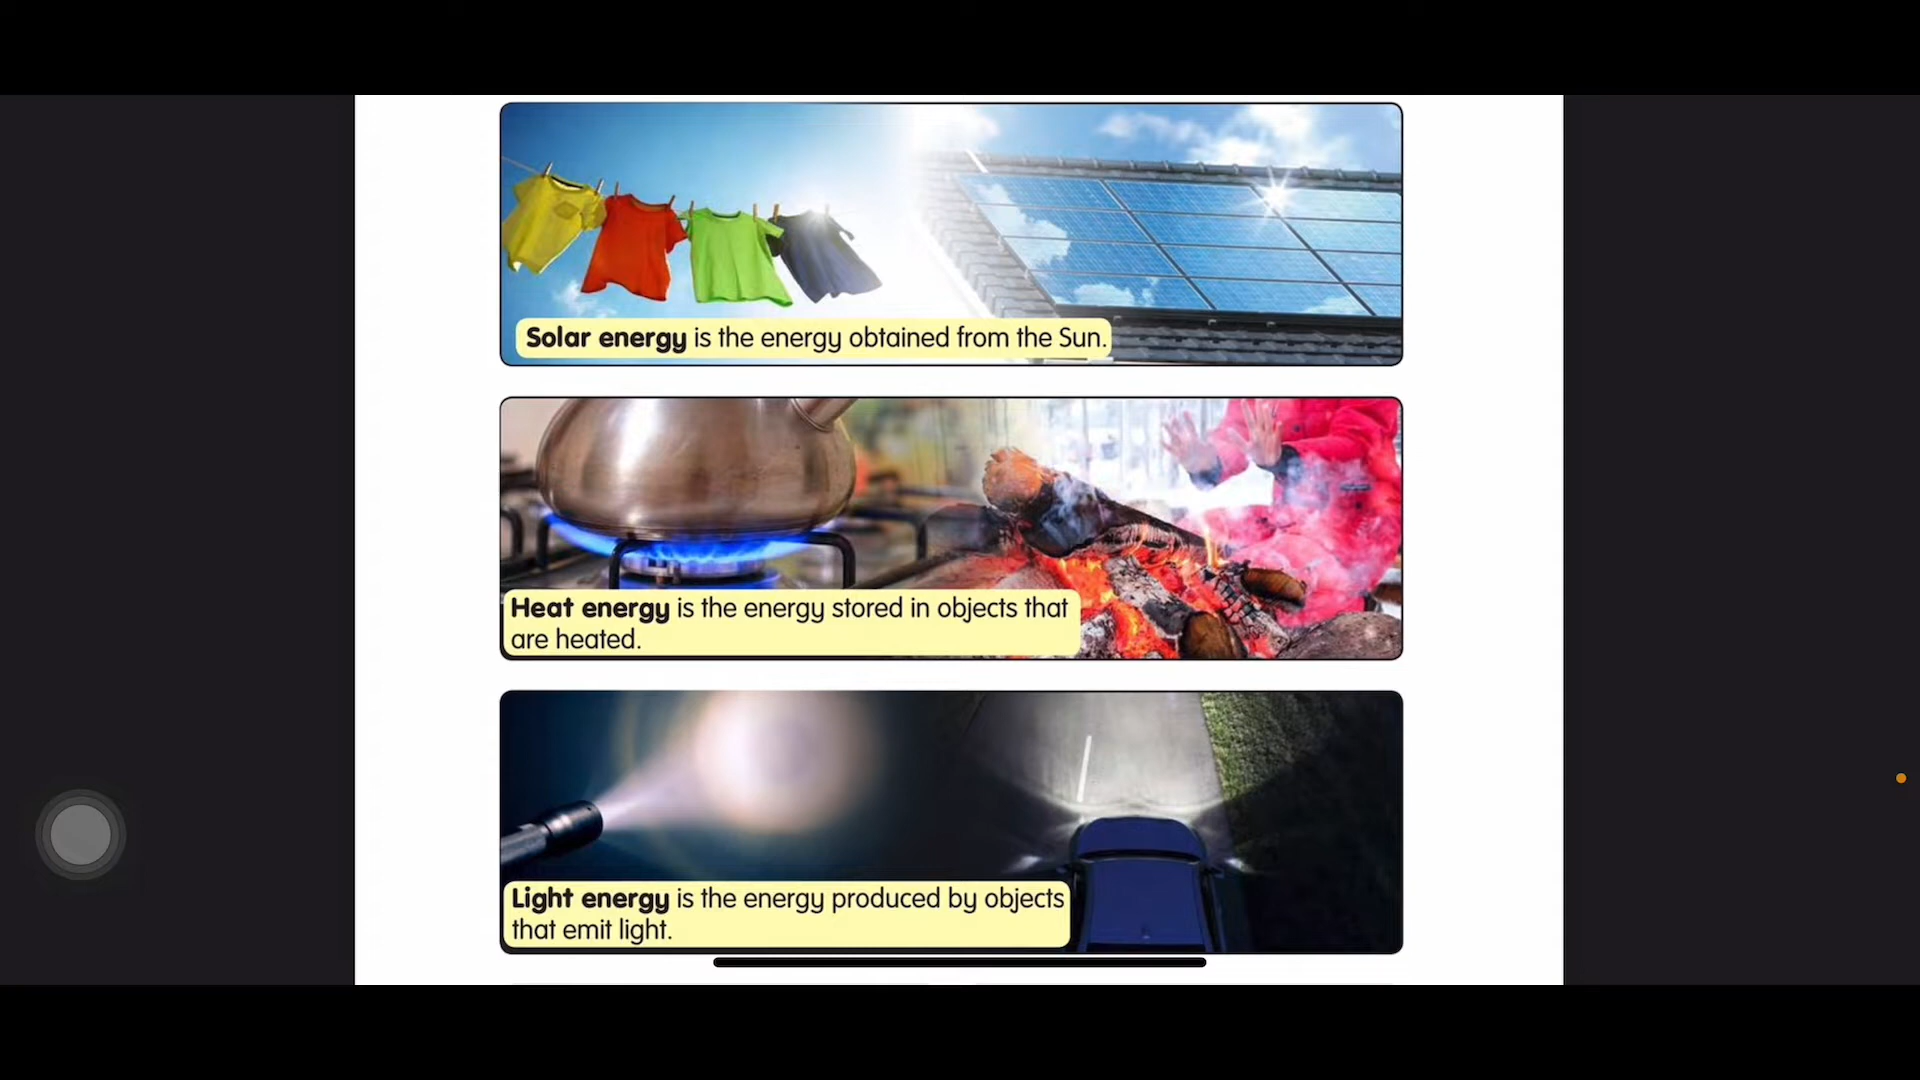 Solar energy is the energy obtained from the Sun.
Heat energy is the energy stored in objects that
are heated.
Light energy is the energy produced by objects
that emit light.